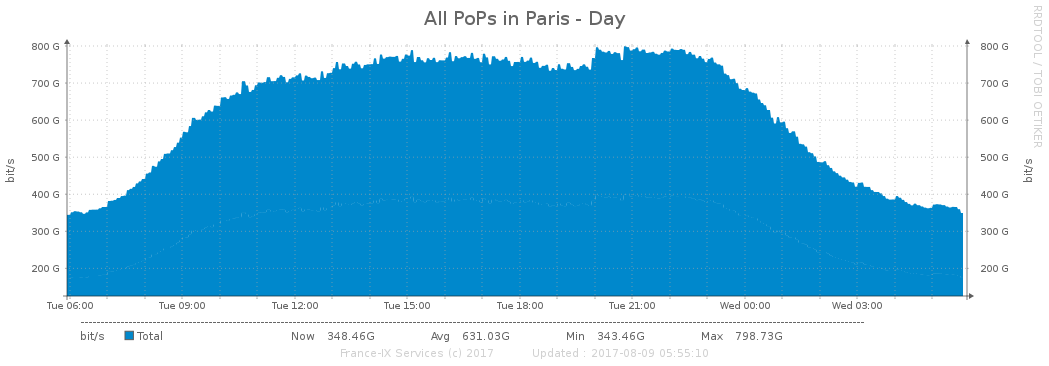 All PoPs in Paris - Day
RRDTOOL / TOBI OETIKER
800 G 800 G
700 G 700 G
600 G 600 G
500 G 500 G
400 G 400 G
300 G 300 G
200 G 200 G
bit/s bit/s
Tue 06:00 Tue 09:00 Tue 12:00 Tue 15:00 Tue 18:00 Tue 21:00 Wed 00:00 Wed 03:00
bit/s Total Now 348.46G Avg 631.03G Min 343.46G Max 798.73G
France-IX Services (c) 2017 Updated : 2017-08-09 05:55:10